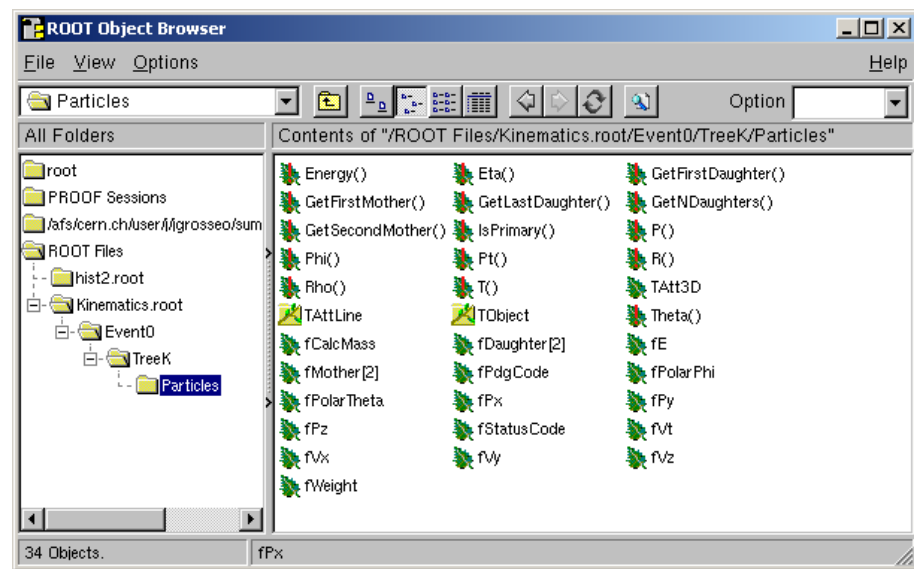 ROOT Object Browser
File View Options Help
Particles Option
All Folders
Contents of "/ROOT Files/Kinematics.root/Event0/TreeK/Particles"
root
PROOF Sessions
/afs/cern.ch/user/j/jgrosseo/sum
ROOT Files
hist2.root
Kinematics.root
Event0
TreeK
Particles
Energy() Eta() GetFirstDaughter()
GetFirstMother() GetLastDaughter() GetNDaughters()
GetSecondMother() IsPrimary() P()
Phi() Pt() R()
Rho() T() TAtt3D
TAttLine TObject Theta()
fCalcMass fDaughter[2] fE
fMother[2] fPdgCode fPolarPhi
fPolarTheta fPx fPy
fPz fStatusCode fVt
fVx fVy fVz
fWeight
34 Objects. fPx